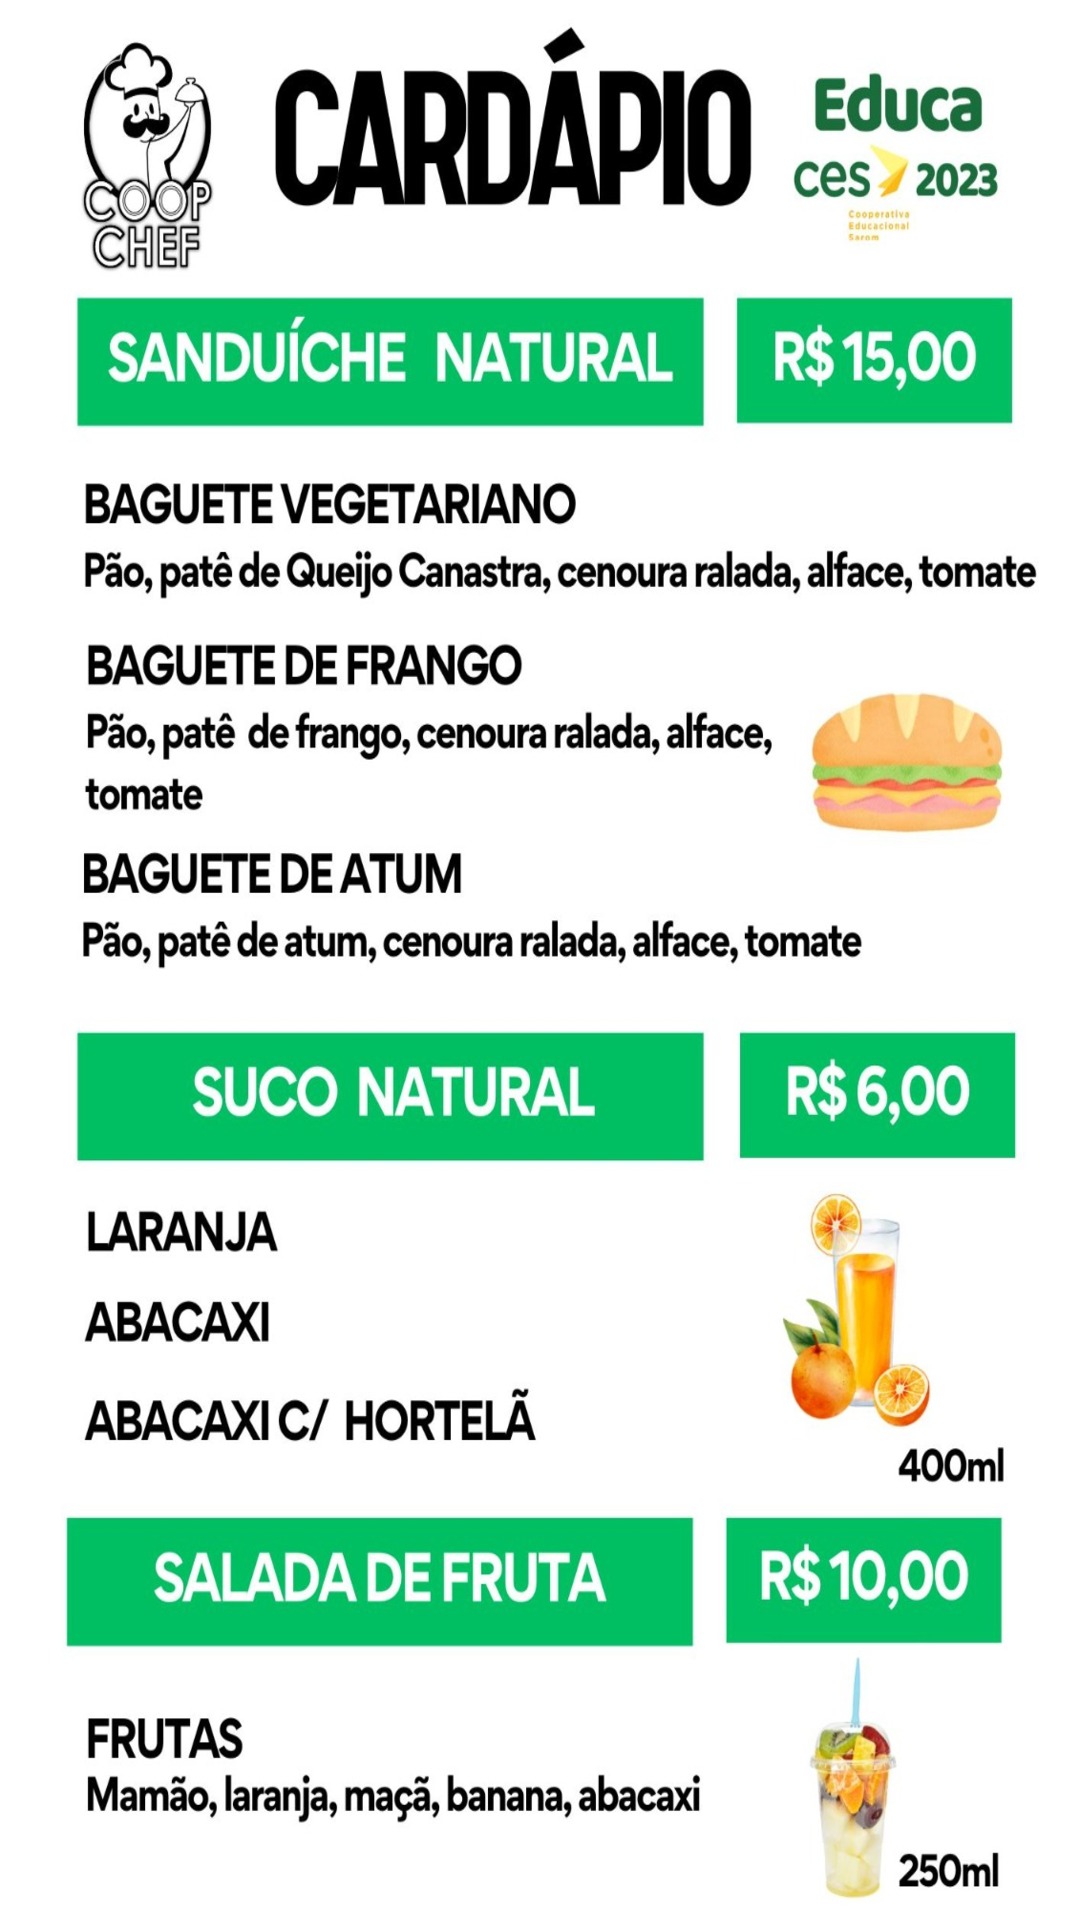 COOP
CHEF
CARDÁPIO
Educa
ces 2023
Cooperativa
Educacional
Sarom
SANDUÍCHE NATURAL R$ 15,00
BAGUETE VEGETARIANO
Pão, patê de Queijo Canastra, cenoura ralada, alface, tomate
BAGUETE DE FRANGO
Pão, patê de frango, cenoura ralada, alface,
tomate
BAGUETE DE ATUM
Pão, patê de atum, cenoura ralada, alface, tomate
SUCO NATURAL R$ 6,00
LARANJA
ABACAXI
ABACAXI C/ HORTELÃ
400ml
SALADA DE FRUTA R$ 10,00
FRUTAS
Mamão, laranja, maçã, banana, abacaxi
250ml